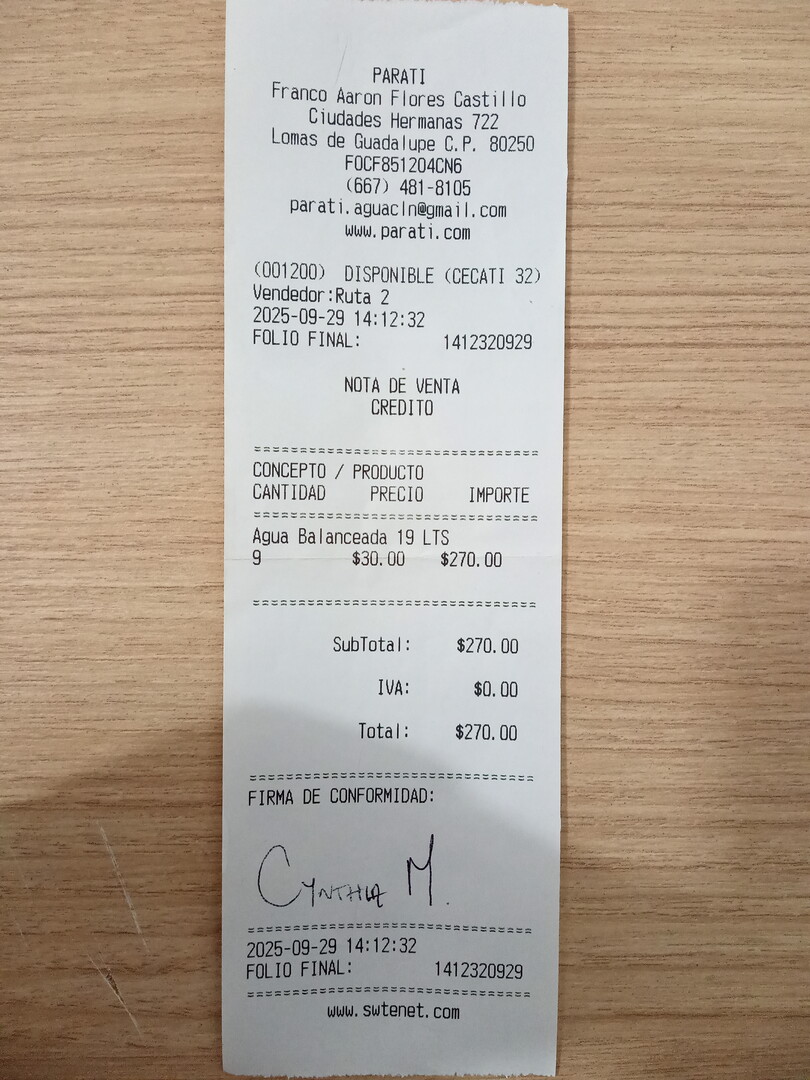 PARATI
Franco Aaron Flores Castillo
Ciudades Hermanas 722
Lomas de Guadalupe C.P. 80250
FOCF851204CN6
(667) 481-8105
parati.aguacln@gmail.com
www.parati.com
(001200) DISPONIBLE (CECATI 32)
Vendedor:Ruta 2
2025-09-29 14:12:32
FOLIO FINAL: 1412320929
NOTA DE VENTA
CREDITO
CONCEPTO / PRODUCTO
CANTIDAD PRECIO IMPORTE
Agua Balanceada 19 LTS
9 $30.00 $270.00
SubTotal: $270.00
IVA: $0.00
Total: $270.00
FIRMA DE CONFORMIDAD:
CYNTHIA M.
2025-09-29 14:12:32
FOLIO FINAL: 1412320929
www.swtenet.com